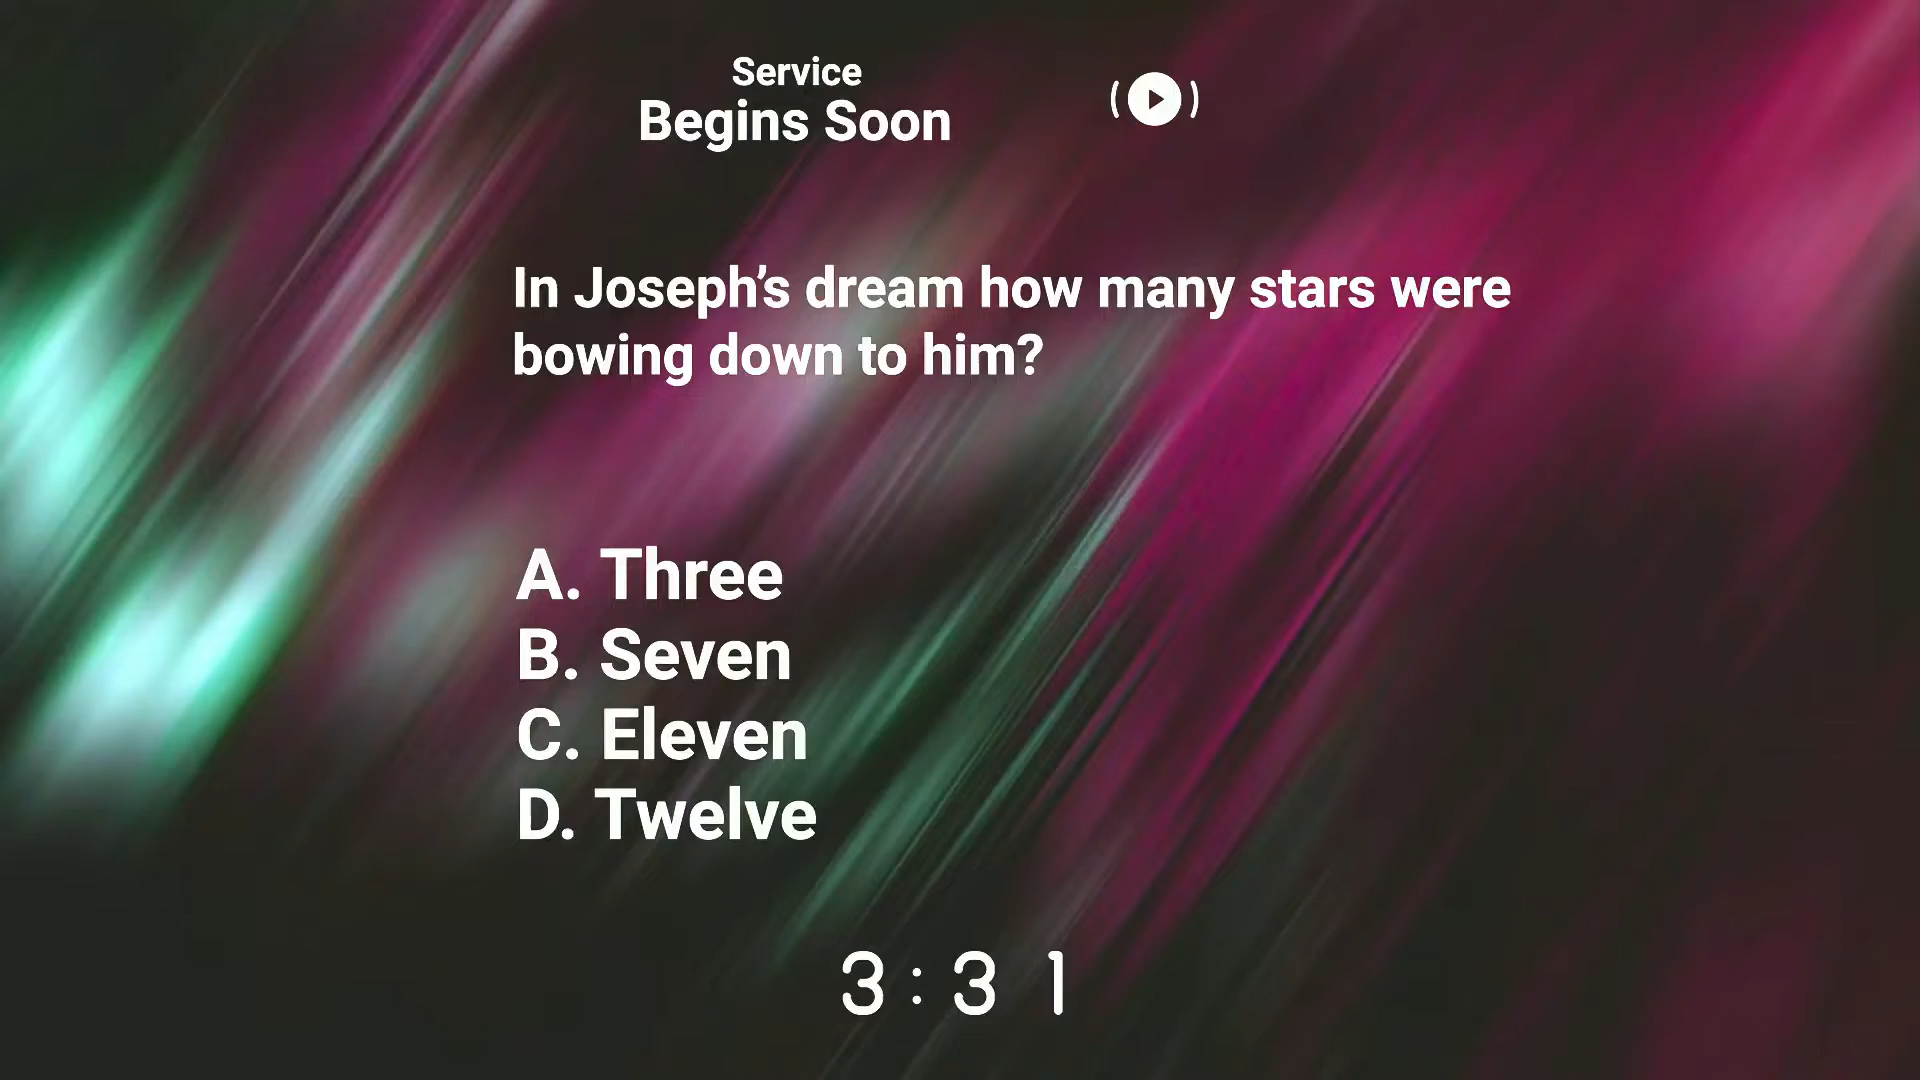 Service
Begins Soon
In Joseph’s dream how many stars were
bowing down to him?
A. Three
B. Seven
C. Eleven
D. Twelve
3:31